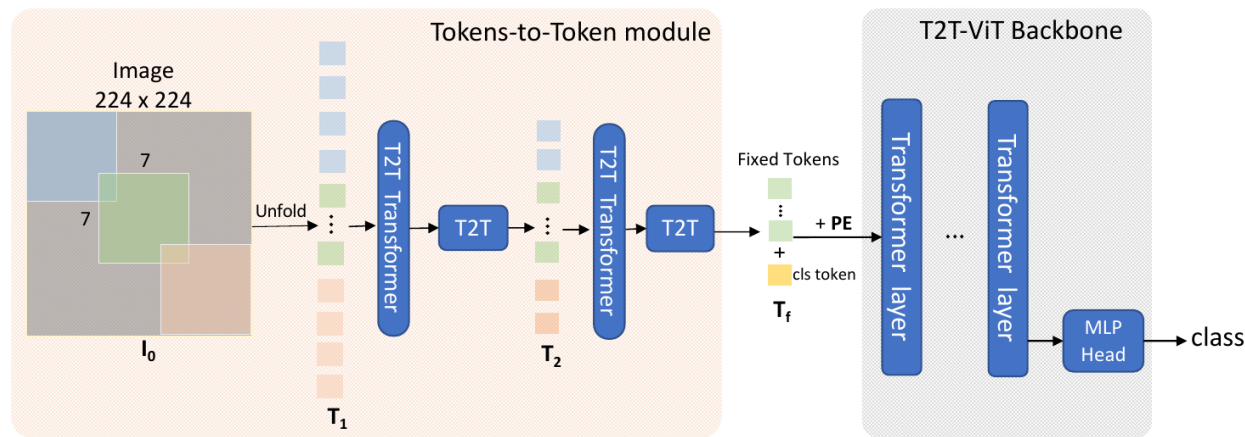 Tokens-to-Token module
T2T-ViT Backbone
Image
224 x 224
7
7
I0
Unfold
...
T1
T2T Transformer
T2T
...
T2
T2T Transformer
T2T
Fixed Tokens
...
+
cls token
Tf
+ PE
Transformer layer
...
Transformer layer
MLP
Head
class